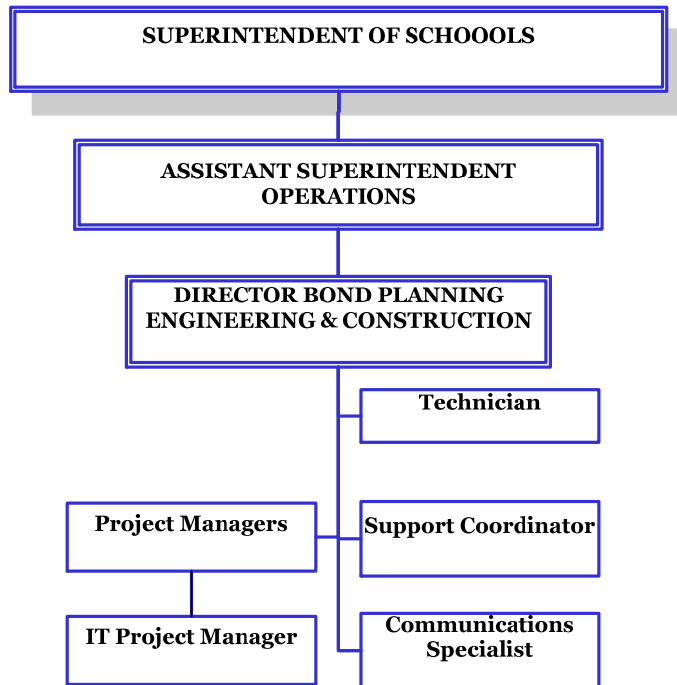 SUPERINTENDENT OF SCHOOOLS
ASSISTANT SUPERINTENDENT
OPERATIONS
DIRECTOR BOND PLANNING
ENGINEERING & CONSTRUCTION
Technician
Project Managers
Support Coordinator
IT Project Manager
Communications
Specialist